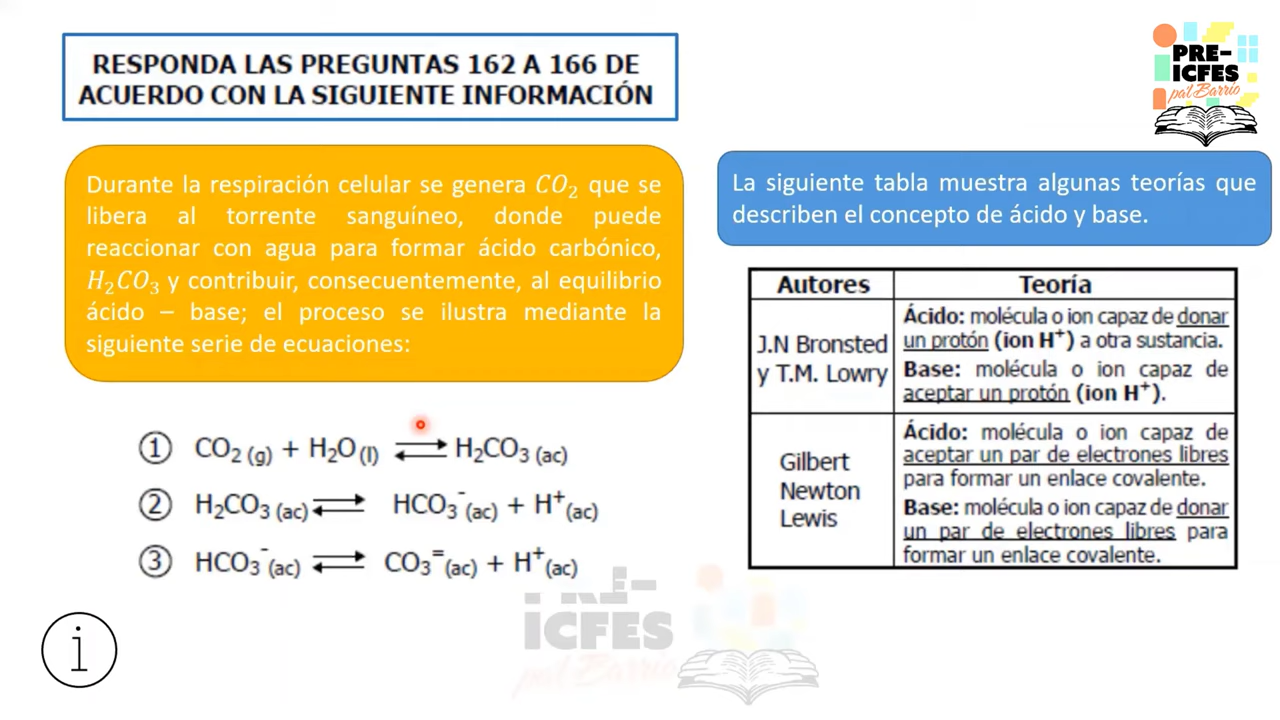 RESPONDA LAS PREGUNTAS 162 A 166 DE
ACUERDO CON LA SIGUIENTE INFORMACIÓN
PRE-
ICFES
pa'l Barrio
Durante la respiración celular se genera CO₂ que se
libera al torrente sanguíneo, donde puede
reaccionar con agua para formar ácido carbónico,
H₂CO₃ y contribuir, consecuentemente, al equilibrio
ácido – base; el proceso se ilustra mediante la
siguiente serie de ecuaciones:
① CO₂ (g) + H₂O (l) ⇌ H₂CO₃ (ac)
② H₂CO₃ (ac) ⇌ HCO₃⁻ (ac) + H⁺ (ac)
③ HCO₃⁻ (ac) ⇌ CO₃⁼ (ac) + H⁺ (ac)
i
La siguiente tabla muestra algunas teorías que
describen el concepto de ácido y base.
Autores
Teoría
J.N Bronsted
y T.M. Lowry
Ácido: molécula o ion capaz de donar
un protón (ion H⁺) a otra sustancia.
Base: molécula o ion capaz de
aceptar un protón (ion H⁺).
Gilbert
Newton
Lewis
Ácido: molécula o ion capaz de
aceptar un par de electrones libres
para formar un enlace covalente.
Base: molécula o ion capaz de donar
un par de electrones libres para
formar un enlace covalente.
PRE-
ICFES
pa'l Barrio